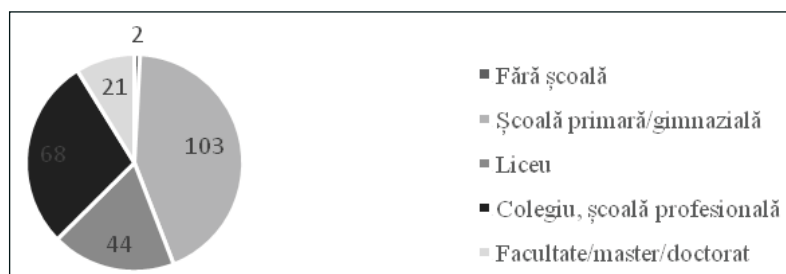 2
21
103
68
44
Fără școală
Școală primară/gimnazială
Liceu
Colegiu, școală profesională
Facultate/master/doctorat